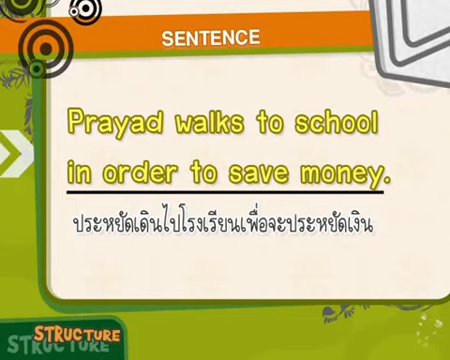 SENTENCE
Prayad walks to school
in order to save money.
ประหยัดเดินไปโรงเรียนเพื่อจะประหยัดเงิน
STRUCTURE
STRUCTURE